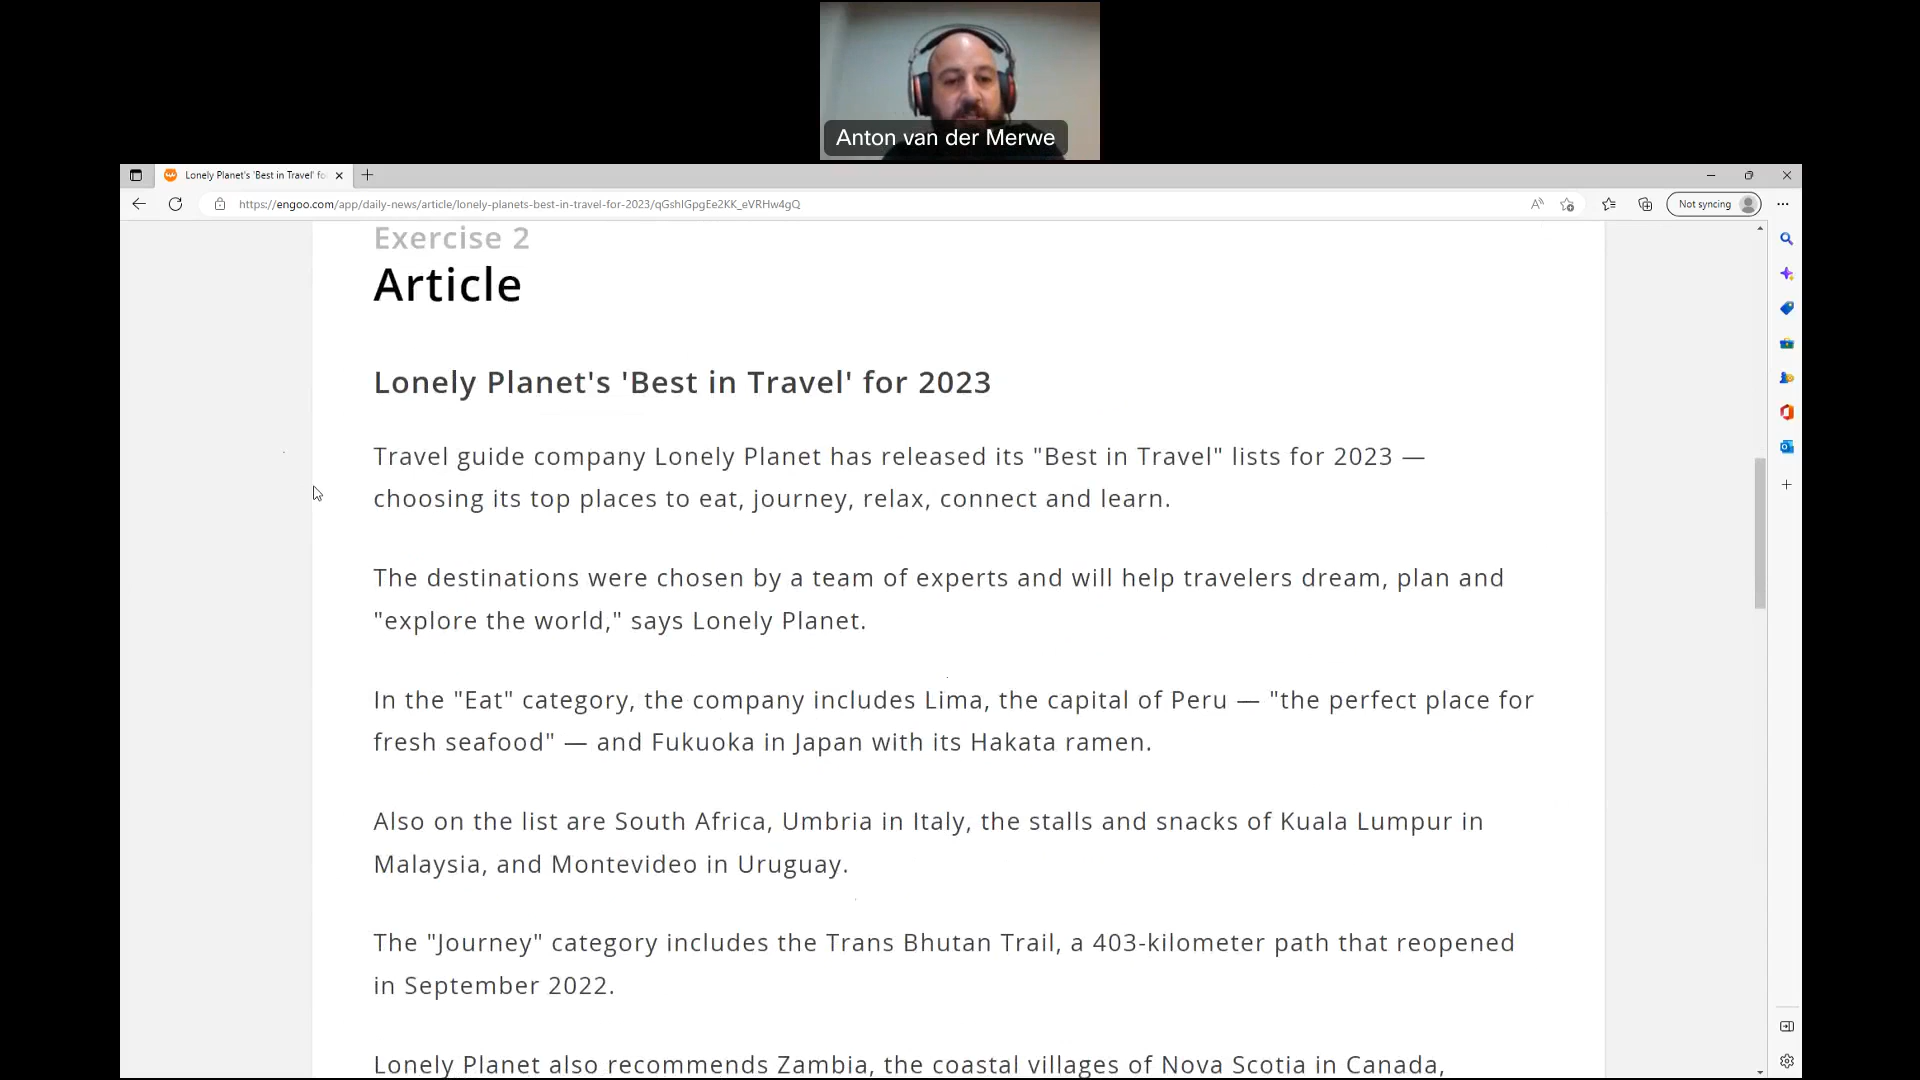 Anton van der Merwe
Lonely Planet's 'Best in Travel' fo
https://engoo.com/app/daily-news/article/lonely-planets-best-in-travel-for-2023/qGshlGpgEe2KK_eVRHw4gQ
Not syncing
Exercise 2
Article
Lonely Planet's 'Best in Travel' for 2023
Travel guide company Lonely Planet has released its "Best in Travel" lists for 2023 —
choosing its top places to eat, journey, relax, connect and learn.
The destinations were chosen by a team of experts and will help travelers dream, plan and
"explore the world," says Lonely Planet.
In the "Eat" category, the company includes Lima, the capital of Peru — "the perfect place for
fresh seafood" — and Fukuoka in Japan with its Hakata ramen.
Also on the list are South Africa, Umbria in Italy, the stalls and snacks of Kuala Lumpur in
Malaysia, and Montevideo in Uruguay.
The "Journey" category includes the Trans Bhutan Trail, a 403-kilometer path that reopened
in September 2022.
Lonely Planet also recommends Zambia, the coastal villages of Nova Scotia in Canada,